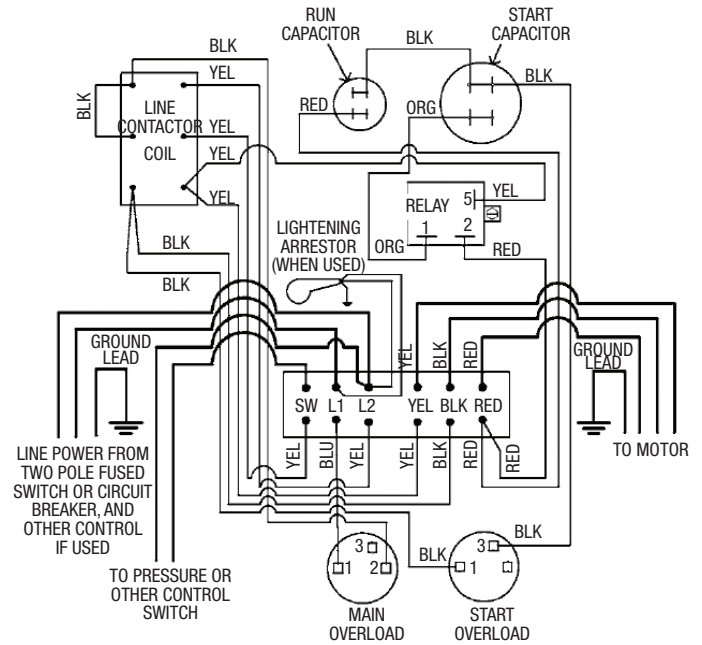 RUN
CAPACITOR
START
CAPACITOR
BLK
BLK
YEL
BLK
BLK
LINE
CONTACTOR
COIL
RED
ORG
YEL
YEL
YEL
YEL
RELAY
5
1
2
ORG
RED
LIGHTENING
ARRESTOR
(WHEN USED)
BLK
BLK
GROUND
LEAD
YEL
BLK
RED
GROUND
LEAD
SW
L1
L2
YEL
BLK
RED
YEL
BLU
YEL
YEL
BLK
RED
RED
LINE POWER FROM
TWO POLE FUSED
SWITCH OR CIRCUIT
BREAKER, AND
OTHER CONTROL
IF USED
TO MOTOR
TO PRESSURE OR
OTHER CONTROL
SWITCH
3
1
2
MAIN
OVERLOAD
BLK
BLK
3
1
START
OVERLOAD